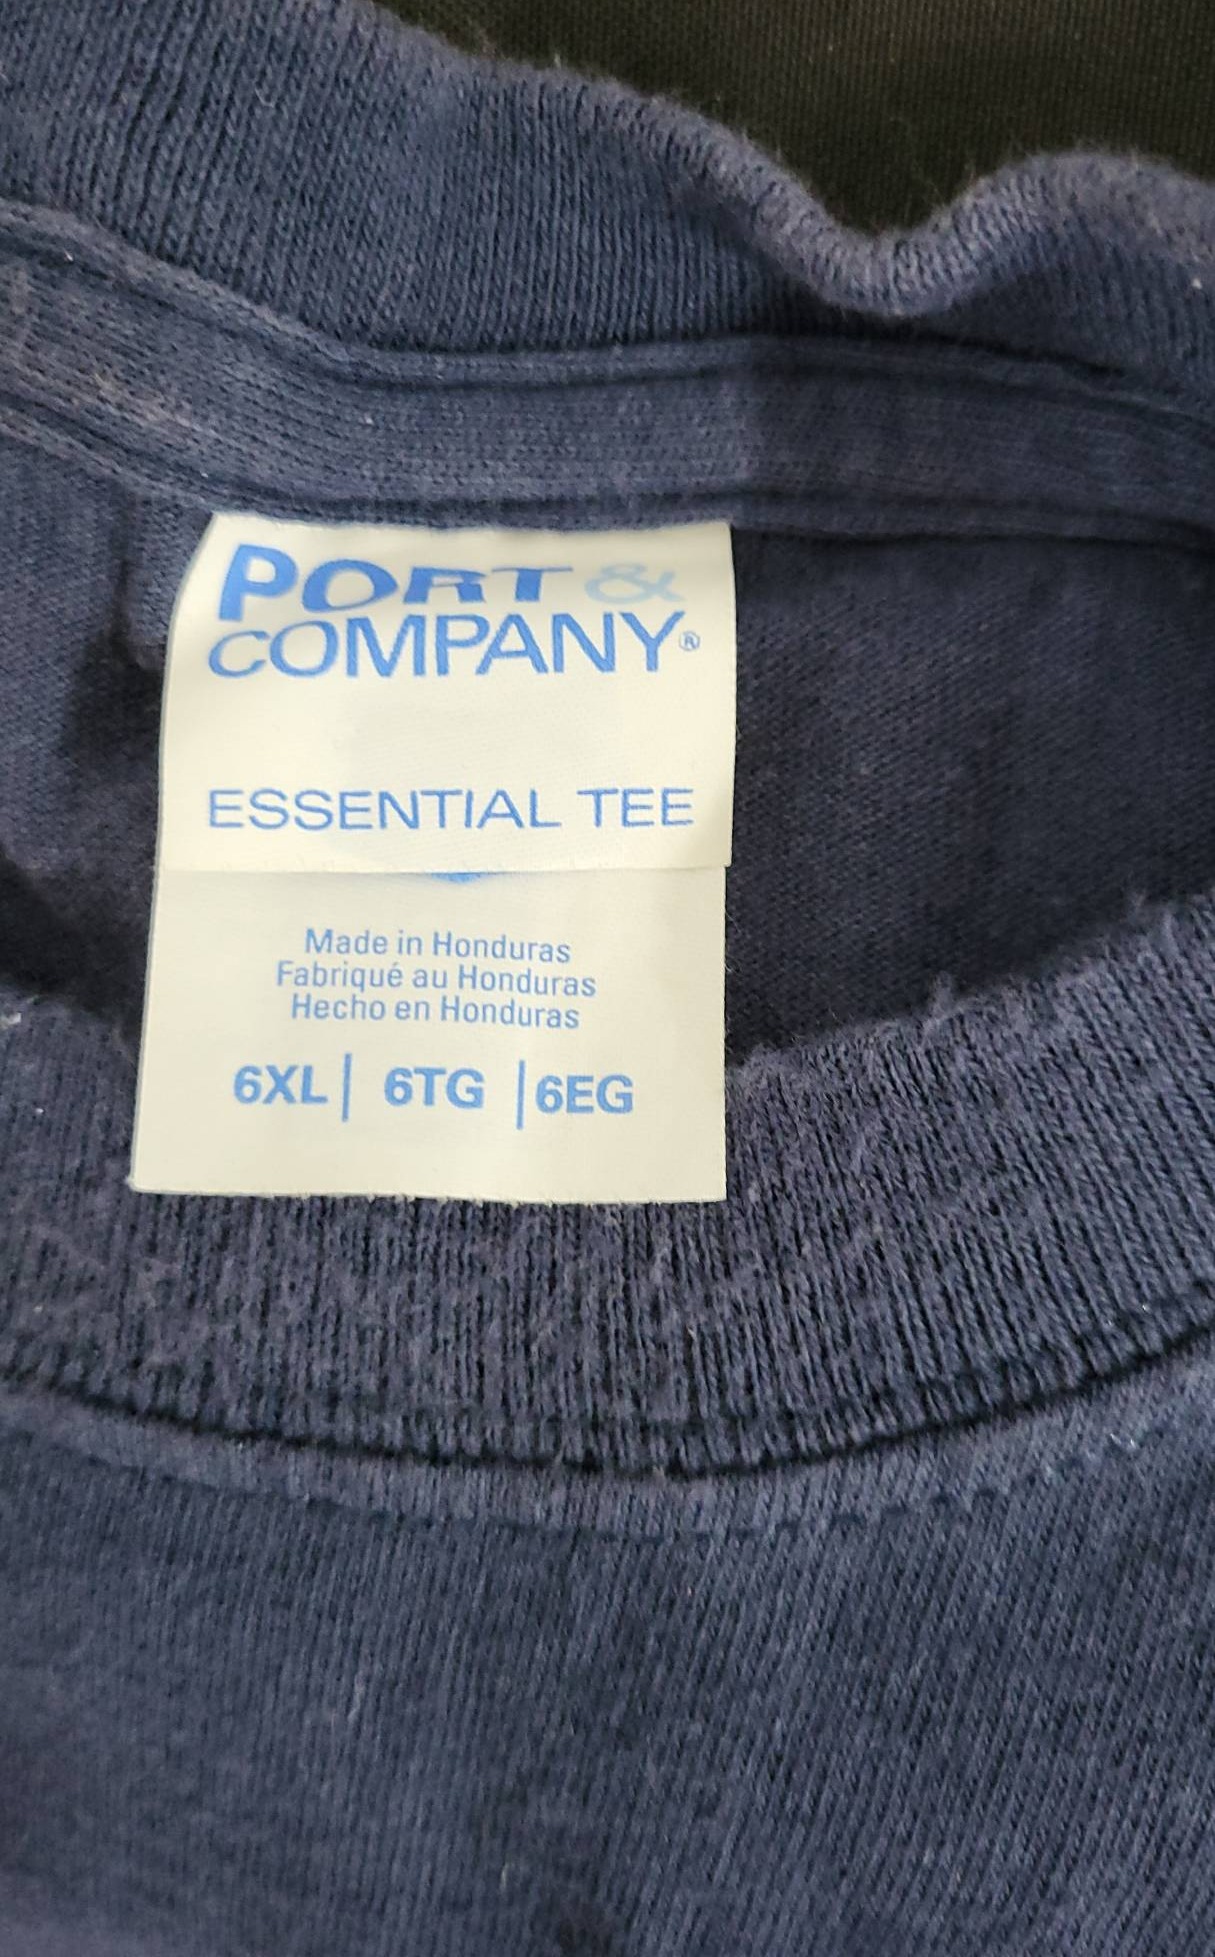 PORT &
COMPANY®
ESSENTIAL TEE
Made in Honduras
Fabriqué au Honduras
Hecho en Honduras
6XL | 6TG | 6EG